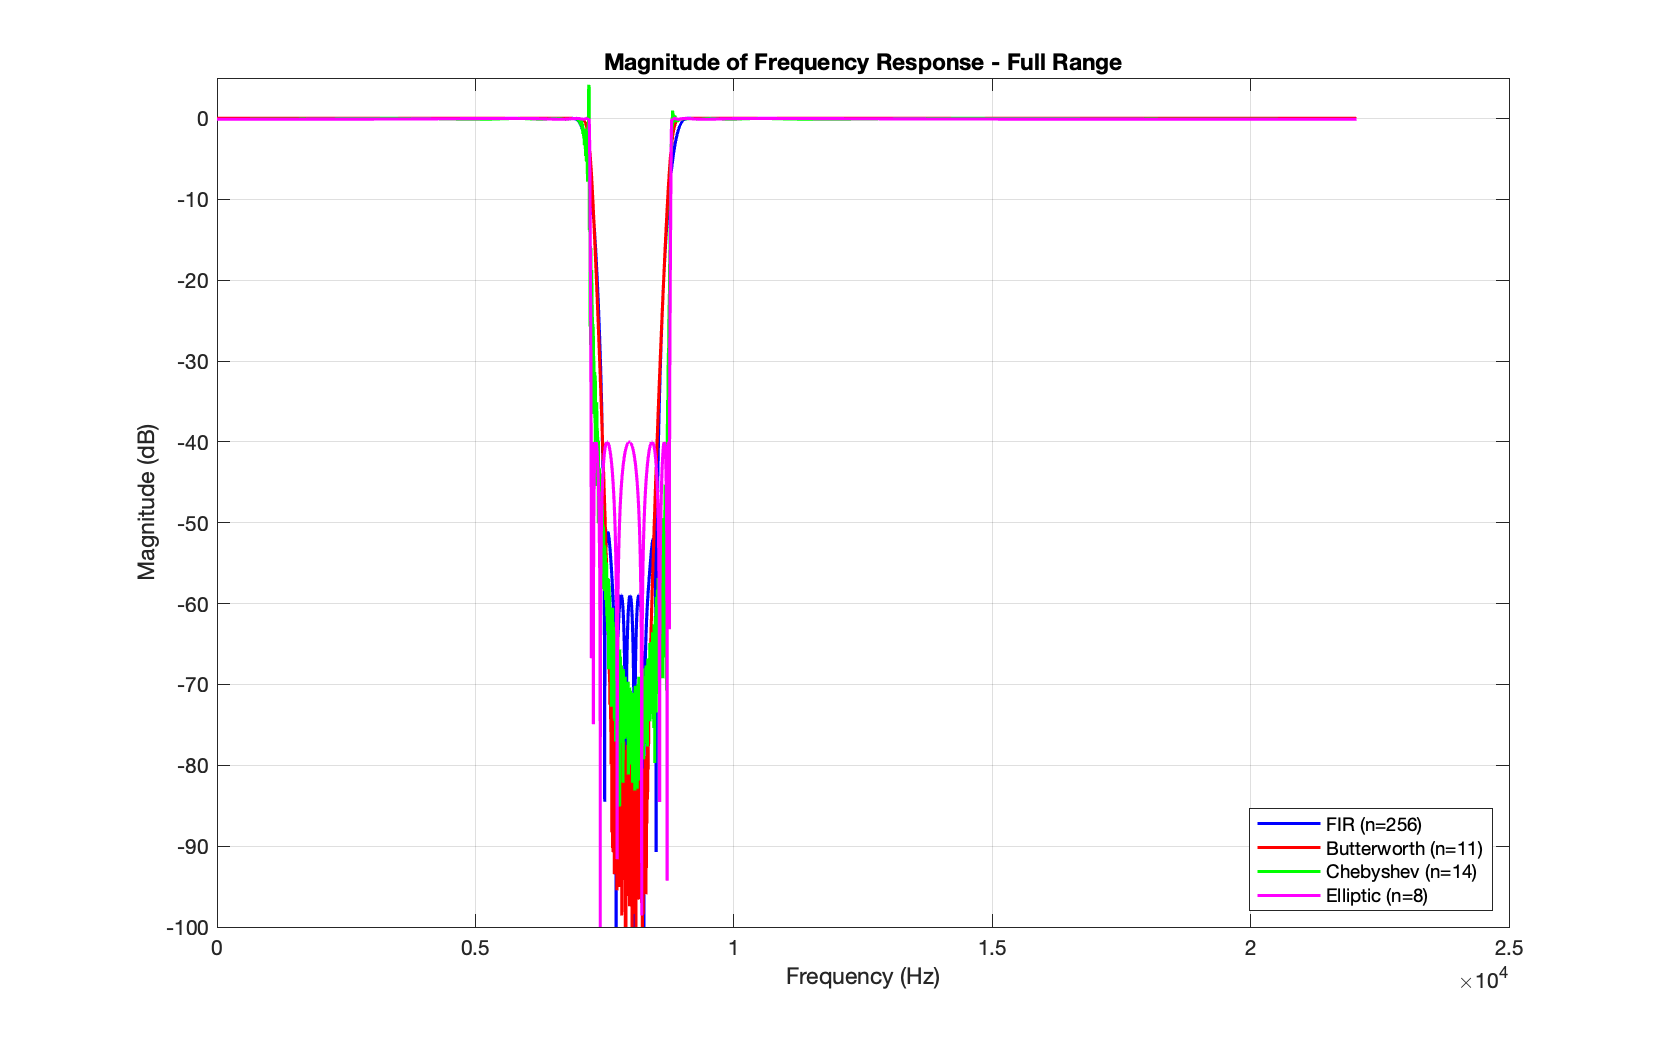 Magnitude of Frequency Response - Full Range
0
-10
-20
-30
-40
-50
-60
-70
-80
-90
-100
Magnitude (dB)
FIR (n=256)
Butterworth (n=11)
Chebyshev (n=14)
Elliptic (n=8)
0 0.5 1 1.5 2 2.5
Frequency (Hz)
×10⁴